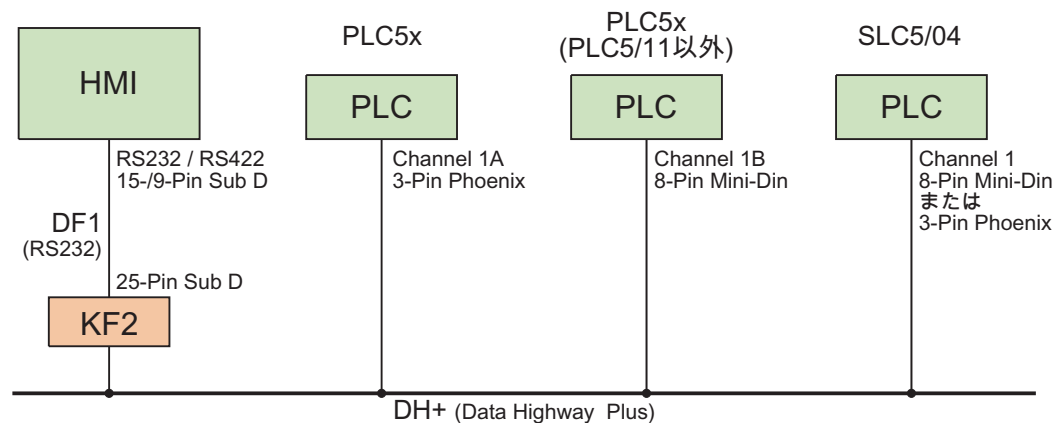 HMI
RS232 / RS422
15-/9-Pin Sub D
DF1
(RS232)
25-Pin Sub D
KF2
PLC5x
PLC
Channel 1A
3-Pin Phoenix
PLC5x
(PLC5/11以外)
PLC
Channel 1B
8-Pin Mini-Din
SLC5/04
PLC
Channel 1
8-Pin Mini-Din
または
3-Pin Phoenix
DH+ (Data Highway Plus)